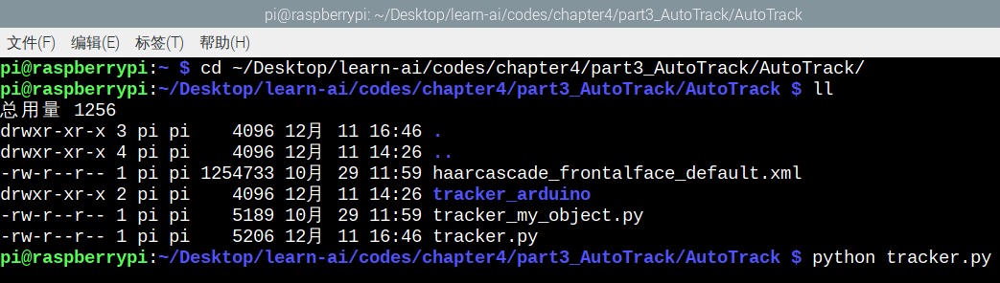 pi@raspberrypi: ~/Desktop/learn-ai/codes/chapter4/part3_AutoTrack/AutoTrack
文件(F) 编辑(E) 标签(T) 帮助(H)
pi@raspberrypi:~ $ cd ~/Desktop/learn-ai/codes/chapter4/part3_AutoTrack/AutoTrack/
pi@raspberrypi:~/Desktop/learn-ai/codes/chapter4/part3_AutoTrack/AutoTrack $ ll
总用量 1256
drwxr-xr-x 3 pi pi    4096 12月 11 16:46 .
drwxr-xr-x 4 pi pi    4096 12月 11 14:26 ..
-rw-r--r-- 1 pi pi 1254733 10月 29 11:59 haarcascade_frontalface_default.xml
drwxr-xr-x 2 pi pi    4096 12月 11 14:26 tracker_arduino
-rw-r--r-- 1 pi pi    5189 10月 29 11:59 tracker_my_object.py
-rw-r--r-- 1 pi pi    5206 12月 11 16:46 tracker.py
pi@raspberrypi:~/Desktop/learn-ai/codes/chapter4/part3_AutoTrack/AutoTrack $ python tracker.py